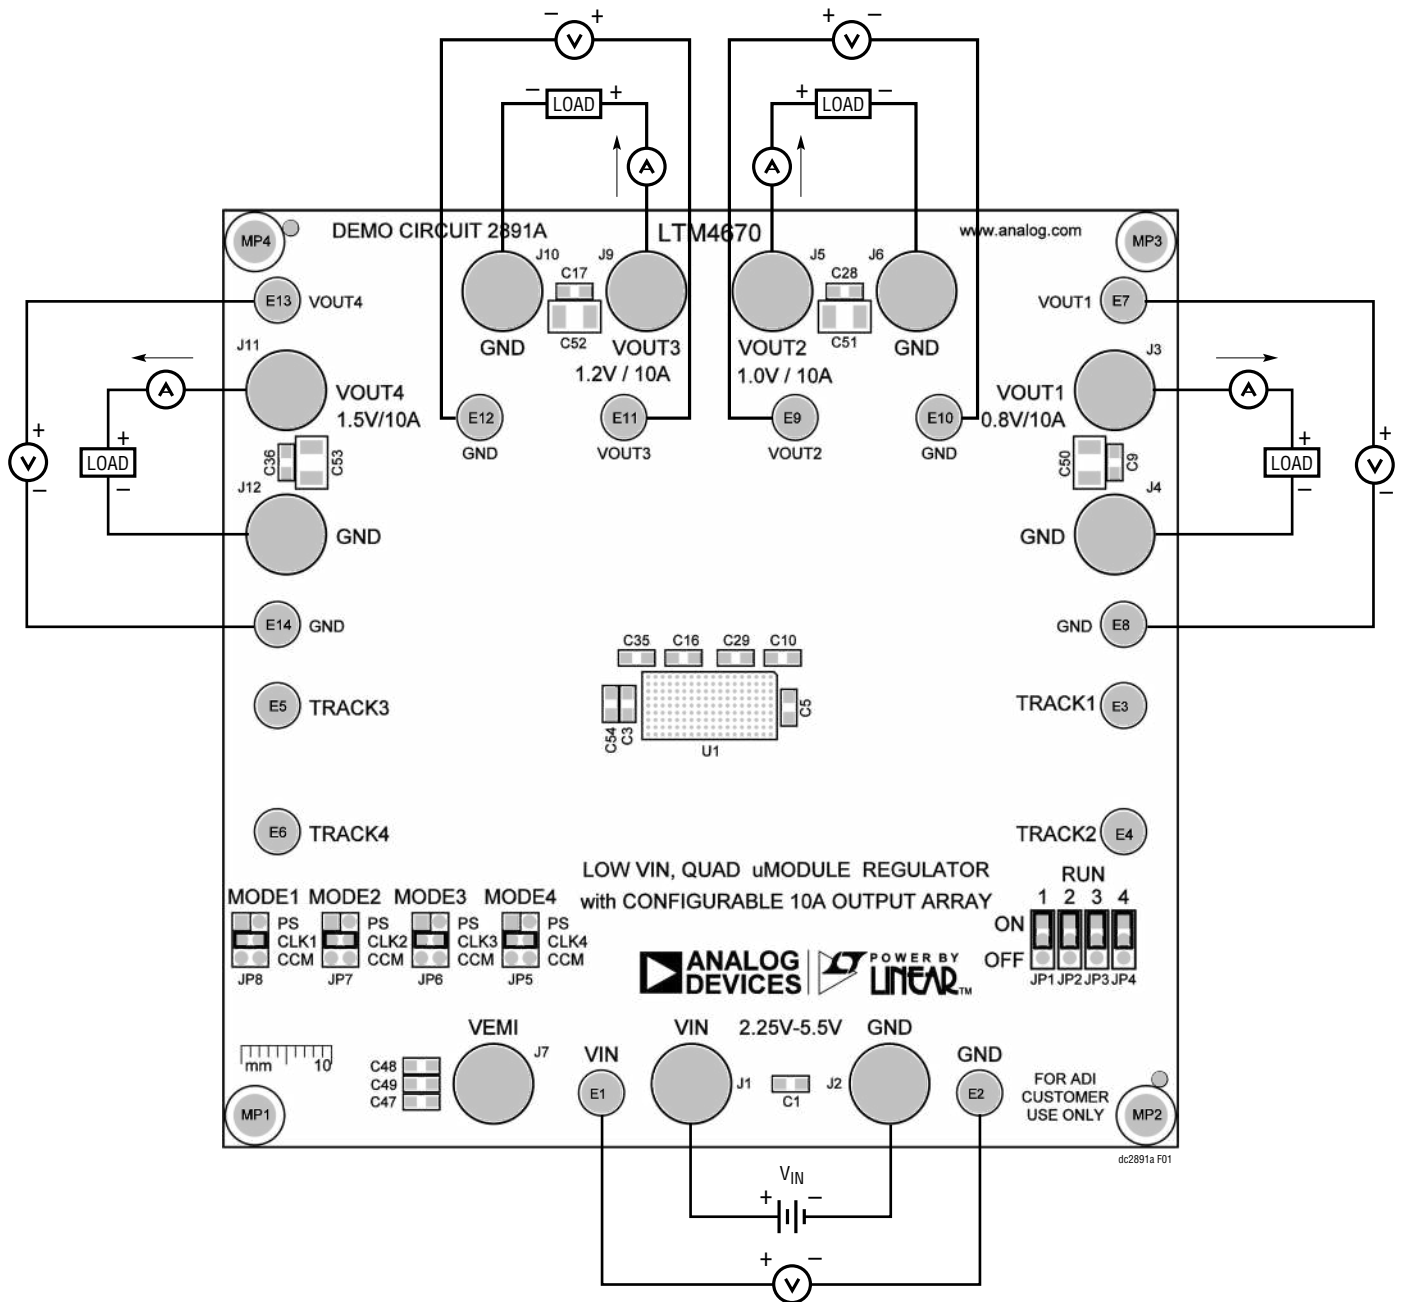 − +
V
+ −
V
− LOAD +
+ LOAD −
A
A
MP4
DEMO CIRCUIT 2891A
LTM4670
www.analog.com
MP3
J10
J9
J5
J6
C17
C28
E13
VOUT4
VOUT1
E7
C52
C51
GND
VOUT3
VOUT2
GND
1.2V / 10A
1.0V / 10A
J11
J3
A
VOUT4
1.5V/10A
VOUT1
0.8V/10A
A
E12
E11
E9
E10
GND
VOUT3
VOUT2
GND
+
V
−
+
LOAD
−
C36
C53
C50
C9
+
LOAD
−
+
V
−
J12
J4
GND
GND
E14
GND
GND
E8
C35
C16
C29
C10
E5
TRACK3
C54
C3
C5
U1
TRACK1
E3
E6
TRACK4
TRACK2
E4
LOW VIN, QUAD uMODULE REGULATOR
with CONFIGURABLE 10A OUTPUT ARRAY
RUN
1 2 3 4
ON
OFF
JP1 JP2 JP3 JP4
MODE1 MODE2 MODE3 MODE4
PS PS PS PS
CLK1 CLK2 CLK3 CLK4
CCM CCM CCM CCM
JP8 JP7 JP6 JP5
ANALOG
DEVICES
LT
POWER BY
LINEAR™
VEMI
VIN
2.25V-5.5V
GND
J7
VIN
GND
mm 10
C48
C49
C47
E1
J1
C1
J2
E2
FOR ADI
CUSTOMER
USE ONLY
MP1
MP2
dc2891a F01
VIN
+ −
+ −
V